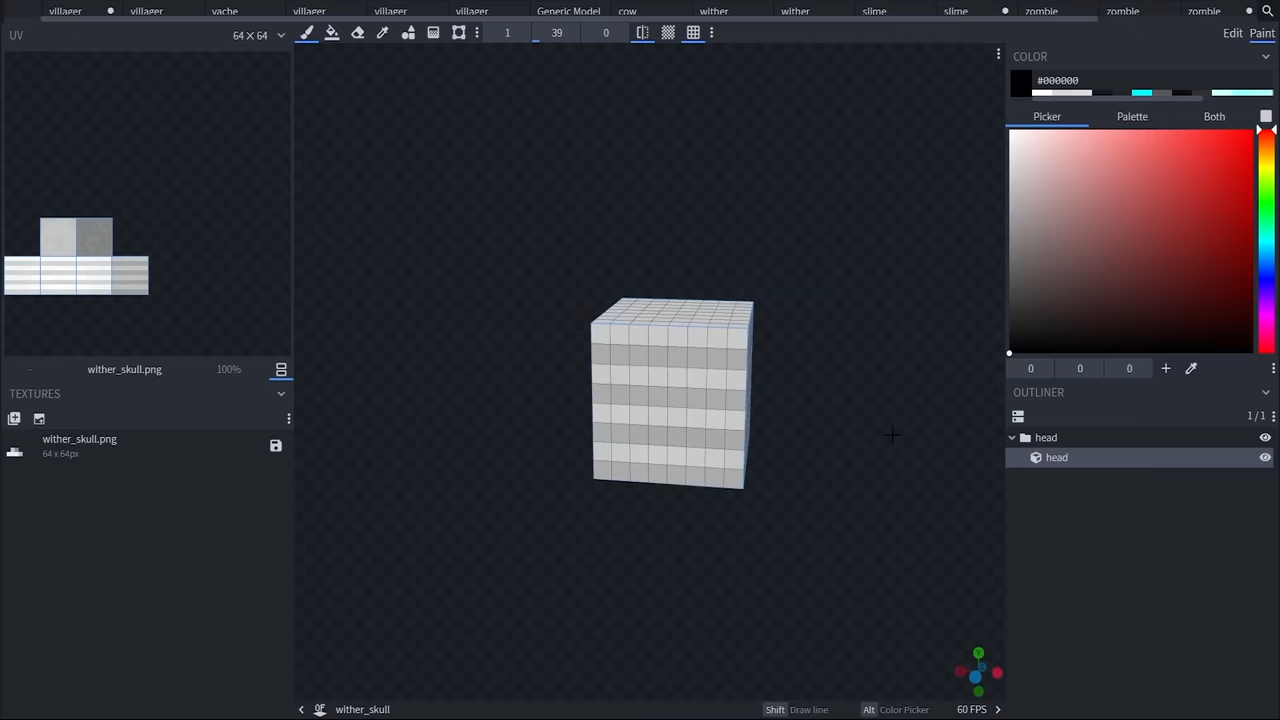 villager villager vache villager villager villager Generic Model cow wither wither slime slime zombie zombie zombie
UV 64 × 64 1 39 0 Edit Paint
COLOR
#000000
Picker Palette Both
wither_skull.png 100%
0 0 0
TEXTURES
OUTLINER
1/1
wither_skull.png
64 x 64px
head
head
wither_skull Shift Draw line Alt Color Picker 60 FPS